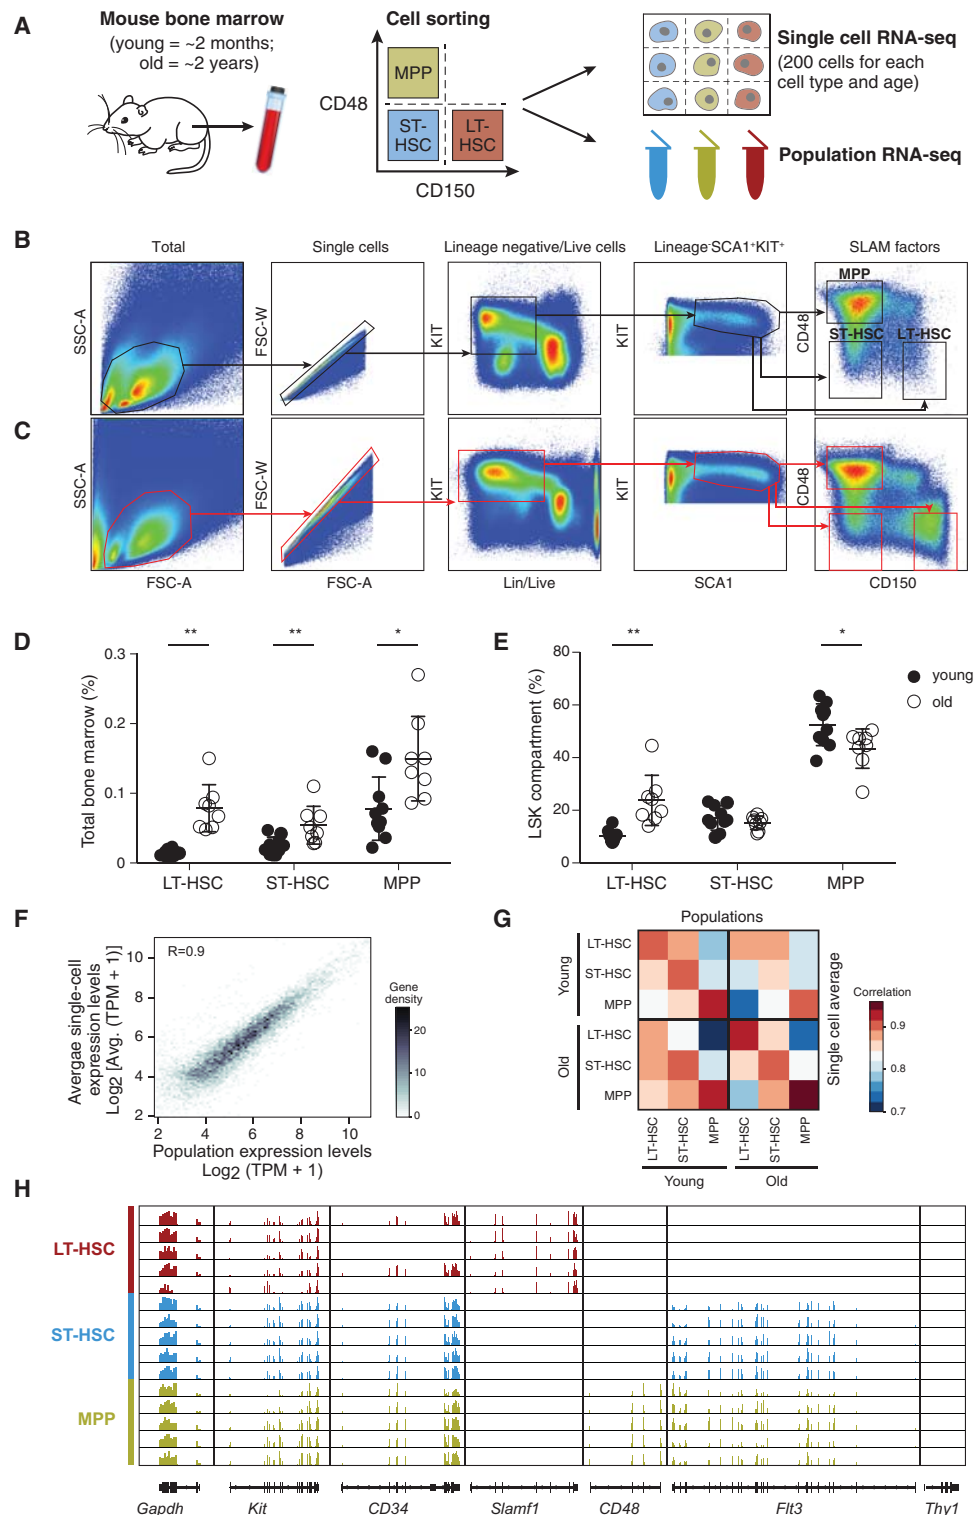 A
Mouse bone marrow
(young = ~2 months;
old = ~2 years)
Cell sorting
CD48
MPP
ST-
HSC
LT-
HSC
CD150
Single cell RNA-seq
(200 cells for each
cell type and age)
Population RNA-seq
B
Total
Single cells
Lineage negative/Live cells
Lineage-SCA1+KIT+
SLAM factors
SSC-A
FSC-W
KIT
KIT
CD48
MPP
ST-HSC
LT-HSC
C
SSC-A
FSC-W
KIT
KIT
CD48
FSC-A
FSC-A
Lin/Live
SCA1
CD150
D
Total bone marrow (%)
0.3
0.2
0.1
0
**
**
*
LT-HSC
ST-HSC
MPP
E
LSK compartment (%)
80
60
40
20
0
**
*
LT-HSC
ST-HSC
MPP
young
old
F
Avergae single-cell
expression levels
Log2 [Avg. (TPM + 1)]
R=0.9
10
8
6
4
2
2
4
6
8
10
Population expression levels
Log2 (TPM + 1)
Gene
density
20
10
0
G
Populations
Young
LT-HSC
ST-HSC
MPP
Old
LT-HSC
ST-HSC
MPP
LT-HSC
ST-HSC
MPP
LT-HSC
ST-HSC
MPP
Young
Old
Single cell average
Correlation
0.9
0.8
0.7
H
LT-HSC
ST-HSC
MPP
Gapdh
Kit
CD34
Slamf1
CD48
Flt3
Thy1